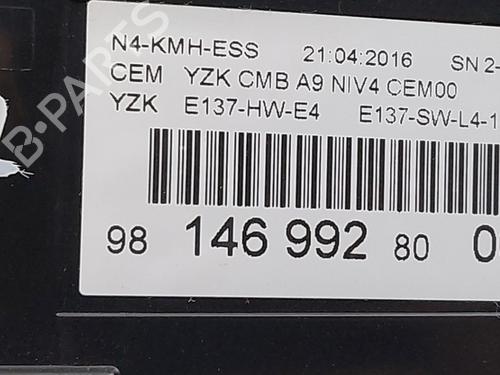 N4-KMH-ESS 21:04:2016 SN 2-
CEM YZK CMB A9 NIV4 CEM00
YZK E137-HW-E4 E137-SW-L4-1
98 146 992 80 0
B-PARTS